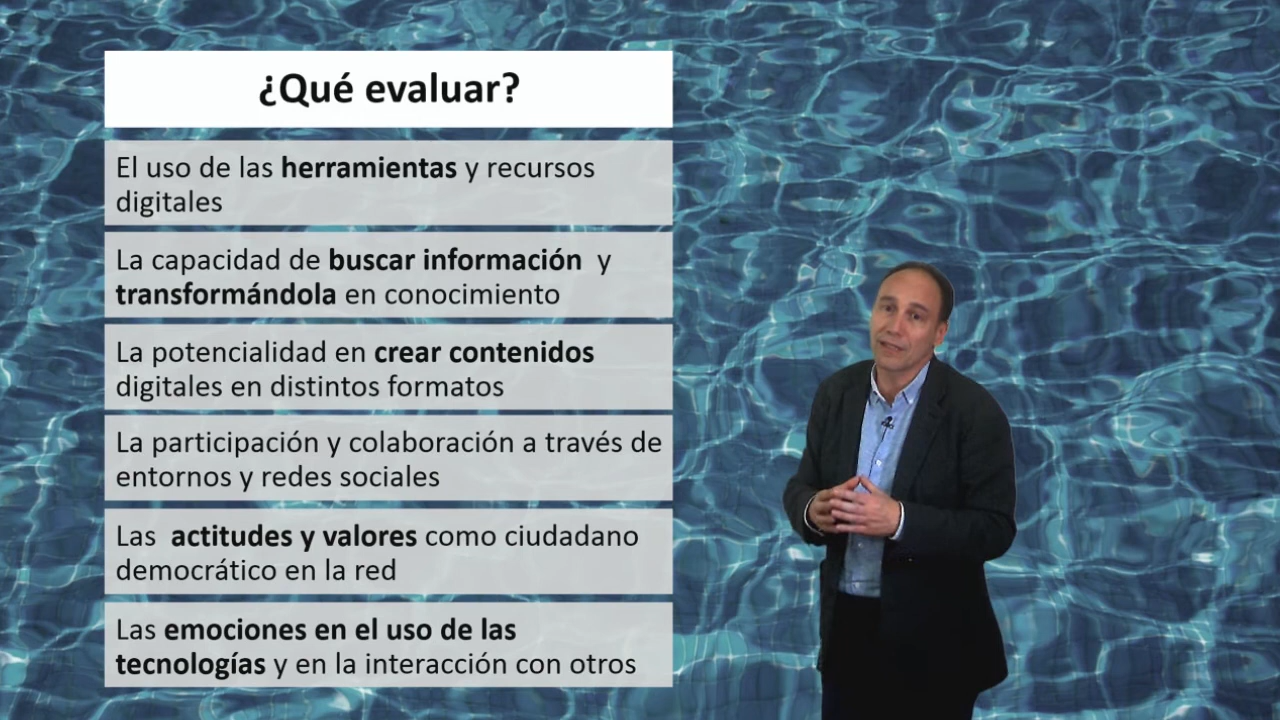 ¿Qué evaluar?
El uso de las herramientas y recursos
digitales
La capacidad de buscar información  y
transformándola en conocimiento
La potencialidad en crear contenidos
digitales en distintos formatos
La participación y colaboración a través de
entornos y redes sociales
Las  actitudes y valores como ciudadano
democrático en la red
Las emociones en el uso de las
tecnologías y en la interacción con otros